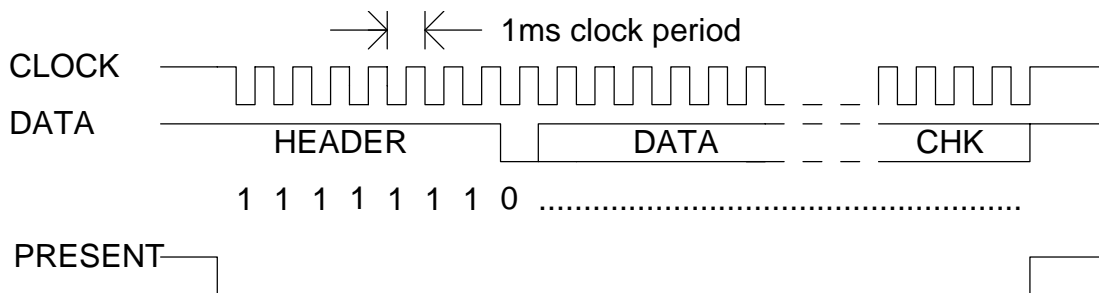 1ms clock period
CLOCK
DATA
HEADER DATA CHK
1 1 1 1 1 1 1 0 ......................................................
PRESENT